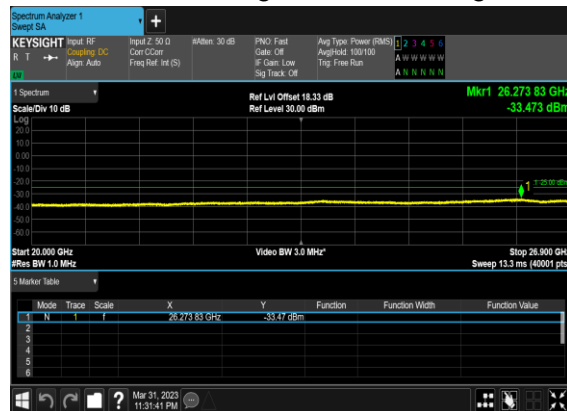 Spectrum Analyzer 1
Swept SA
+
KEYSIGHT
R T
Input: RF
Coupling: DC
Align: Auto
Input Z: 50 Ω
Corr CCorr
Freq Ref: Int (S)
#Atten: 30 dB
PNO: Fast
Gate: Off
IF Gain: Low
Sig Track: Off
Avg Type: Power (RMS)
Avg|Hold: 100/100
Trig: Free Run
1 2 3 4 5 6
A W W W W W
A N N N N N
1 Spectrum
Scale/Div 10 dB
Log
Ref Lvl Offset 18.33 dB
Ref Level 30.00 dBm
Mkr1 26.273 83 GHz
-33.473 dBm
20.0
10.0
0.00
-10.0
-20.0
-30.0
-40.0
-50.0
-60.0
1
Start 20.000 GHz
#Res BW 1.0 MHz
Video BW 3.0 MHz*
Stop 26.900 GHz
Sweep 13.3 ms (40001 pts
5 Marker Table
Mode Trace Scale X Y Function Function Width Function Value
1 N 1 f 26.273 83 GHz -33.47 dBm
2
3
4
5
6
?
Mar 31, 2023
11:31:41 PM